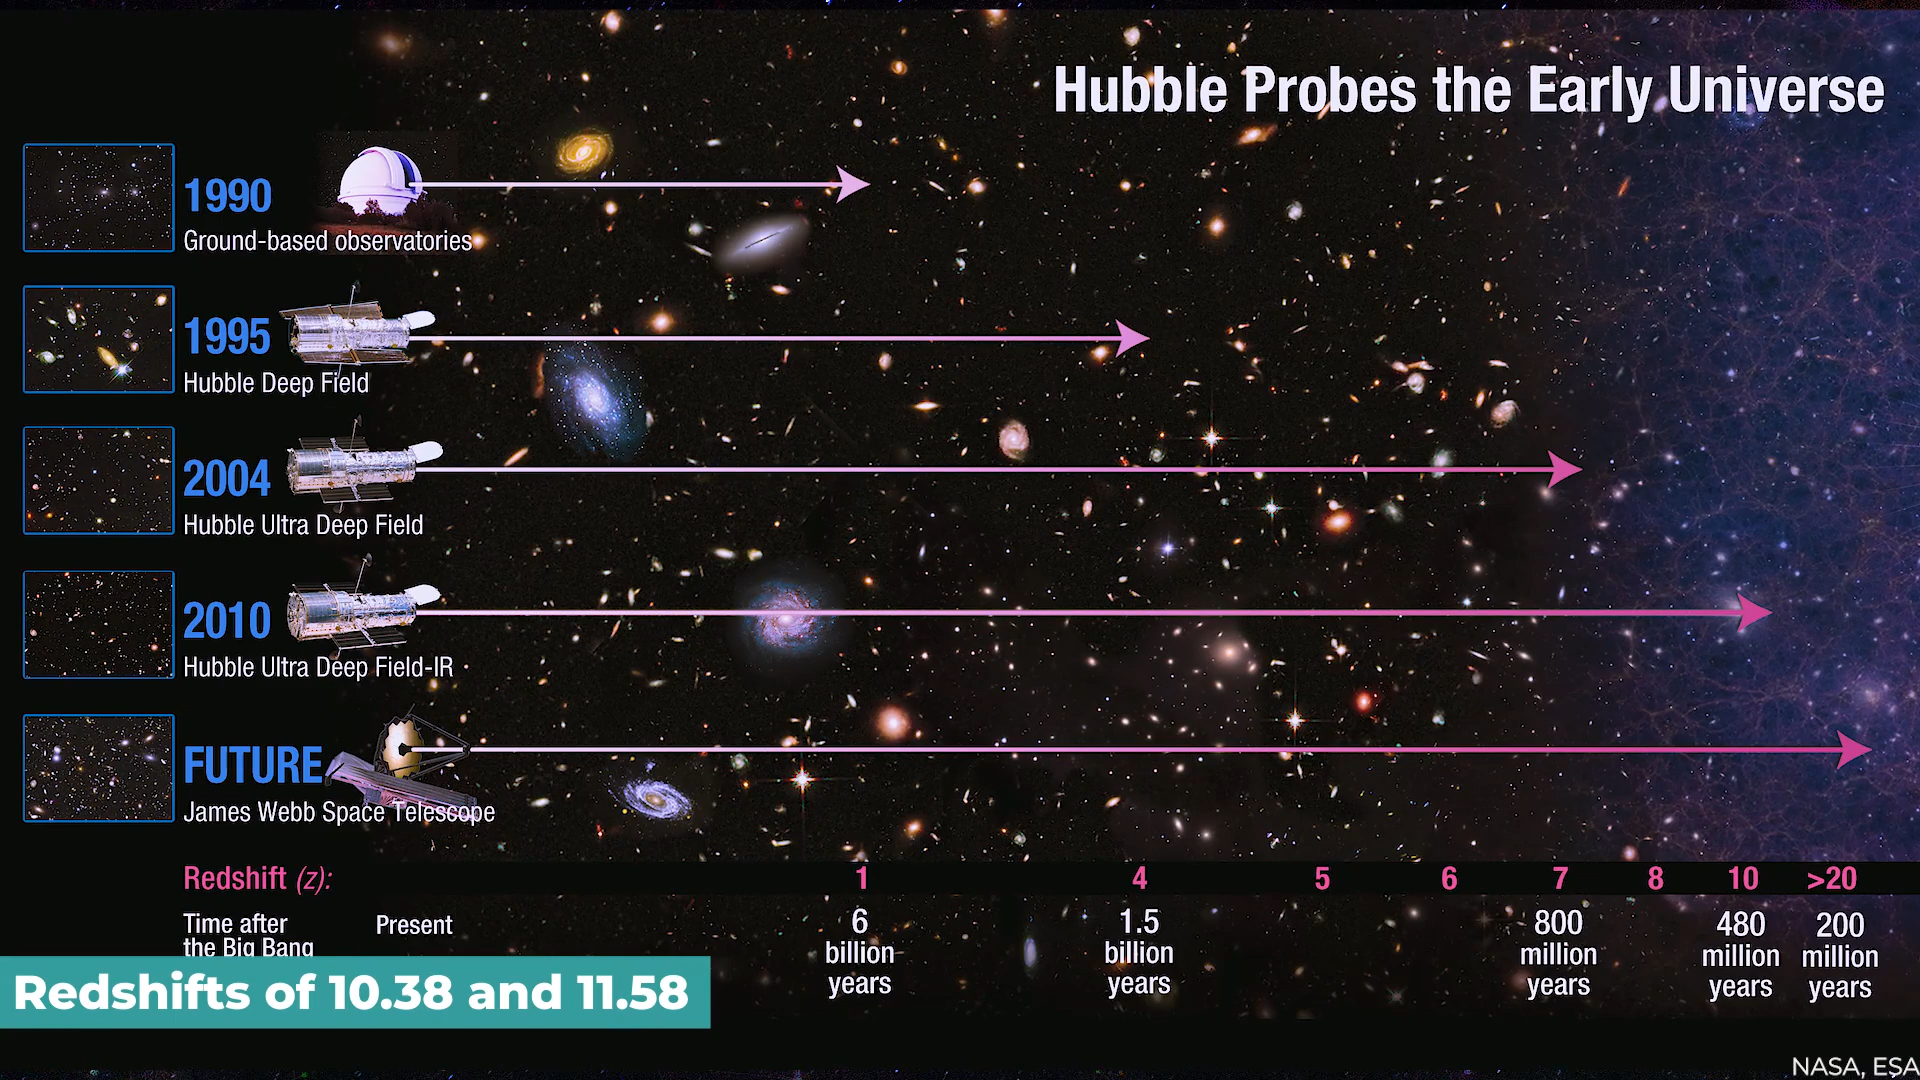 Hubble Probes the Early Universe
1990
Ground-based observatories
1995
Hubble Deep Field
2004
Hubble Ultra Deep Field
2010
Hubble Ultra Deep Field-IR
FUTURE
James Webb Space Telescope
Redshift (z): 1 4 5 6 7 8 10 >20
Time after
the Big Bang
Present
6
billion
years
1.5
billion
years
800
million
years
480
million
years
200
million
years
Redshifts of 10.38 and 11.58
NASA, ESA